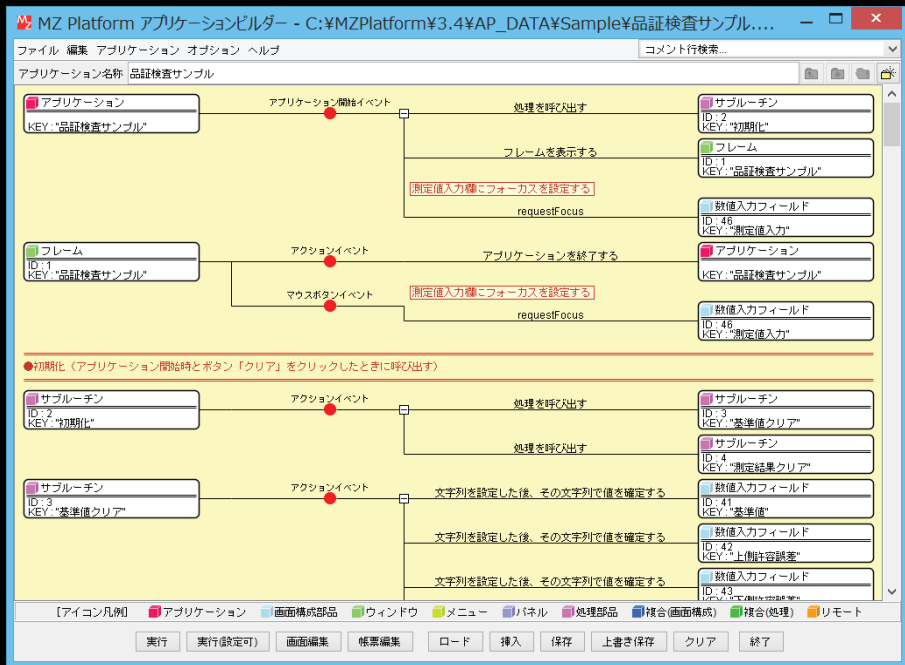 MZ Platform アプリケーションビルダー - C:¥MZPlatform¥3.4¥AP_DATA¥Sample¥品証検査サンプル....
ファイル 編集 アプリケーション オプション ヘルプ
コメント行検索...
アプリケーション名称 品証検査サンプル
アプリケーション
KEY:"品証検査サンプル"
アプリケーション開始イベント
処理を呼び出す
サブルーチン
ID:2
KEY:"初期化"
フレームを表示する
フレーム
ID:1
KEY:"品証検査サンプル"
測定値入力欄にフォーカスを設定する
requestFocus
数値入力フィールド
ID:46
KEY:"測定値入力"
フレーム
ID:1
KEY:"品証検査サンプル"
アクションイベント
アプリケーションを終了する
アプリケーション
KEY:"品証検査サンプル"
マウスボタンイベント
測定値入力欄にフォーカスを設定する
requestFocus
数値入力フィールド
ID:46
KEY:"測定値入力"
●初期化（アプリケーション開始時とボタン「クリア」をクリックしたときに呼び出す）
サブルーチン
ID:2
KEY:"初期化"
アクションイベント
処理を呼び出す
サブルーチン
ID:3
KEY:"基準値クリア"
処理を呼び出す
サブルーチン
ID:4
KEY:"測定結果クリア"
サブルーチン
ID:3
KEY:"基準値クリア"
アクションイベント
文字列を設定した後、その文字列で値を確定する
数値入力フィールド
ID:41
KEY:"基準値"
文字列を設定した後、その文字列で値を確定する
数値入力フィールド
ID:42
KEY:"上側許容誤差"
文字列を設定した後、その文字列で値を確定する
数値入力フィールド
ID:43
KEY:"下側許容誤差"
[アイコン凡例] アプリケーション 画面構成部品 ウィンドウ メニュー パネル 処理部品 複合(画面構成) 複合(処理) リモート
実行 実行(設定可) 画面編集 帳票編集 ロード 挿入 保存 上書き保存 クリア 終了